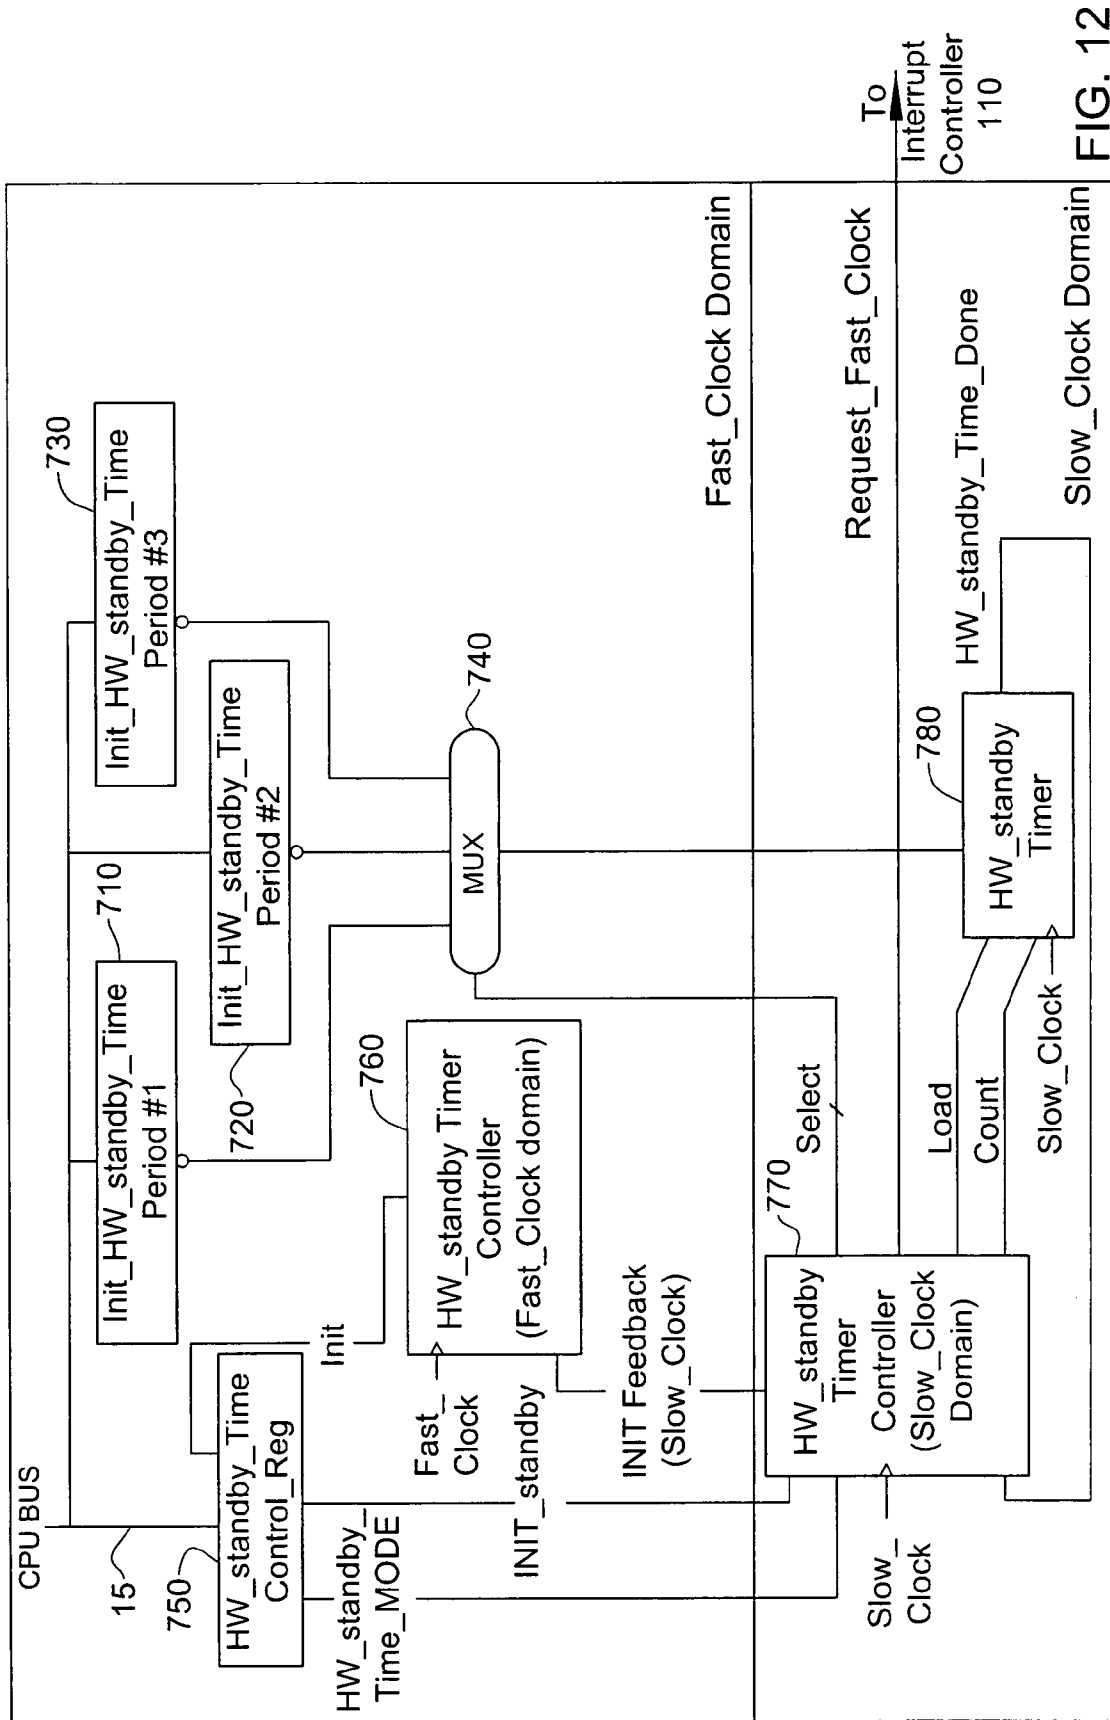 CPU BUS
15
750
HW_standby_Time
Control_Reg
HW_standby_
Time_MODE
Init
Init_HW_standby_Time
Period #1
710
Init_HW_standby_Time
Period #2
720
Init_HW_standby_Time
Period #3
730
760
HW_standby Timer
Controller
(Fast_Clock domain)
Fast_
Clock
INIT_standby
INIT Feedback
(Slow_Clock)
MUX
740
Fast_Clock Domain
Select
770
HW_standby
Timer
Controller
(Slow_Clock
Domain)
Slow_
Clock
Request_Fast_Clock
To
Interrupt
Controller
110
Load
Count
Slow_Clock
780
HW_standby
Timer
HW_standby_Time_Done
Slow_Clock Domain
FIG. 12